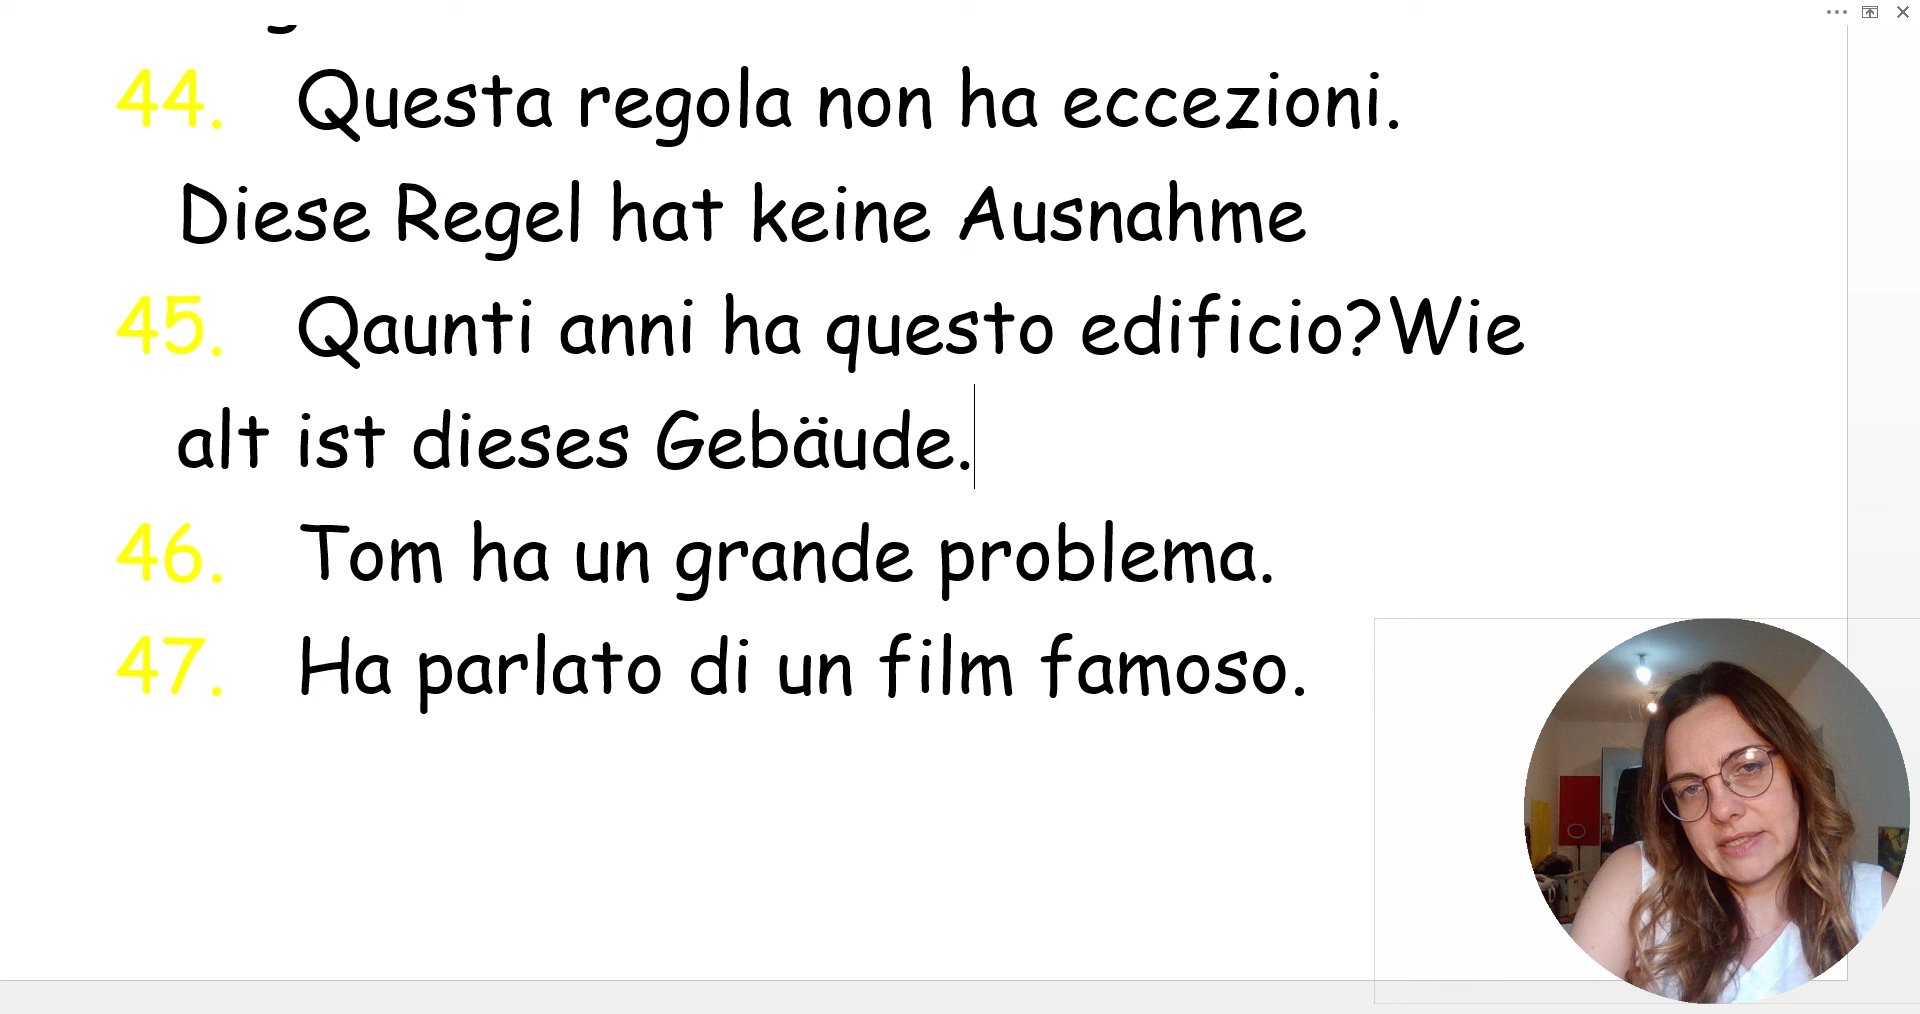 44. Questa regola non ha eccezioni.
Diese Regel hat keine Ausnahme
45. Qaunti anni ha questo edificio?Wie
alt ist dieses Gebäude.
46. Tom ha un grande problema.
47. Ha parlato di un film famoso.